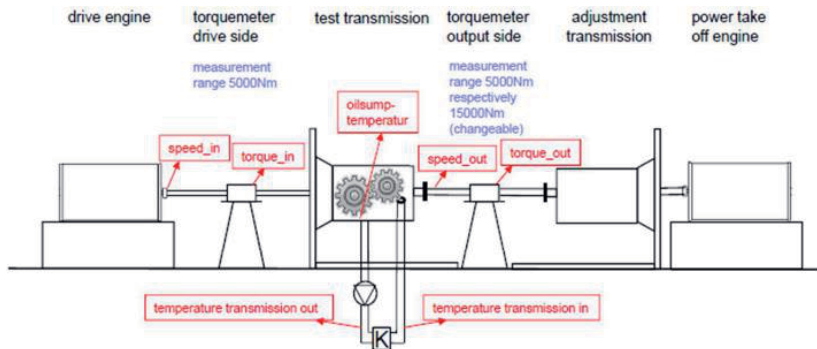 drive engine
torquemeter
drive side
test transmission
torquemeter
output side
adjustment
transmission
power take
off engine
measurement
range 5000Nm
measurement
range 5000Nm
respectively
15000Nm
(changeable)
oilsump-
temperatur
speed_in
torque_in
speed_out
torque_out
temperature transmission out
temperature transmission in
K